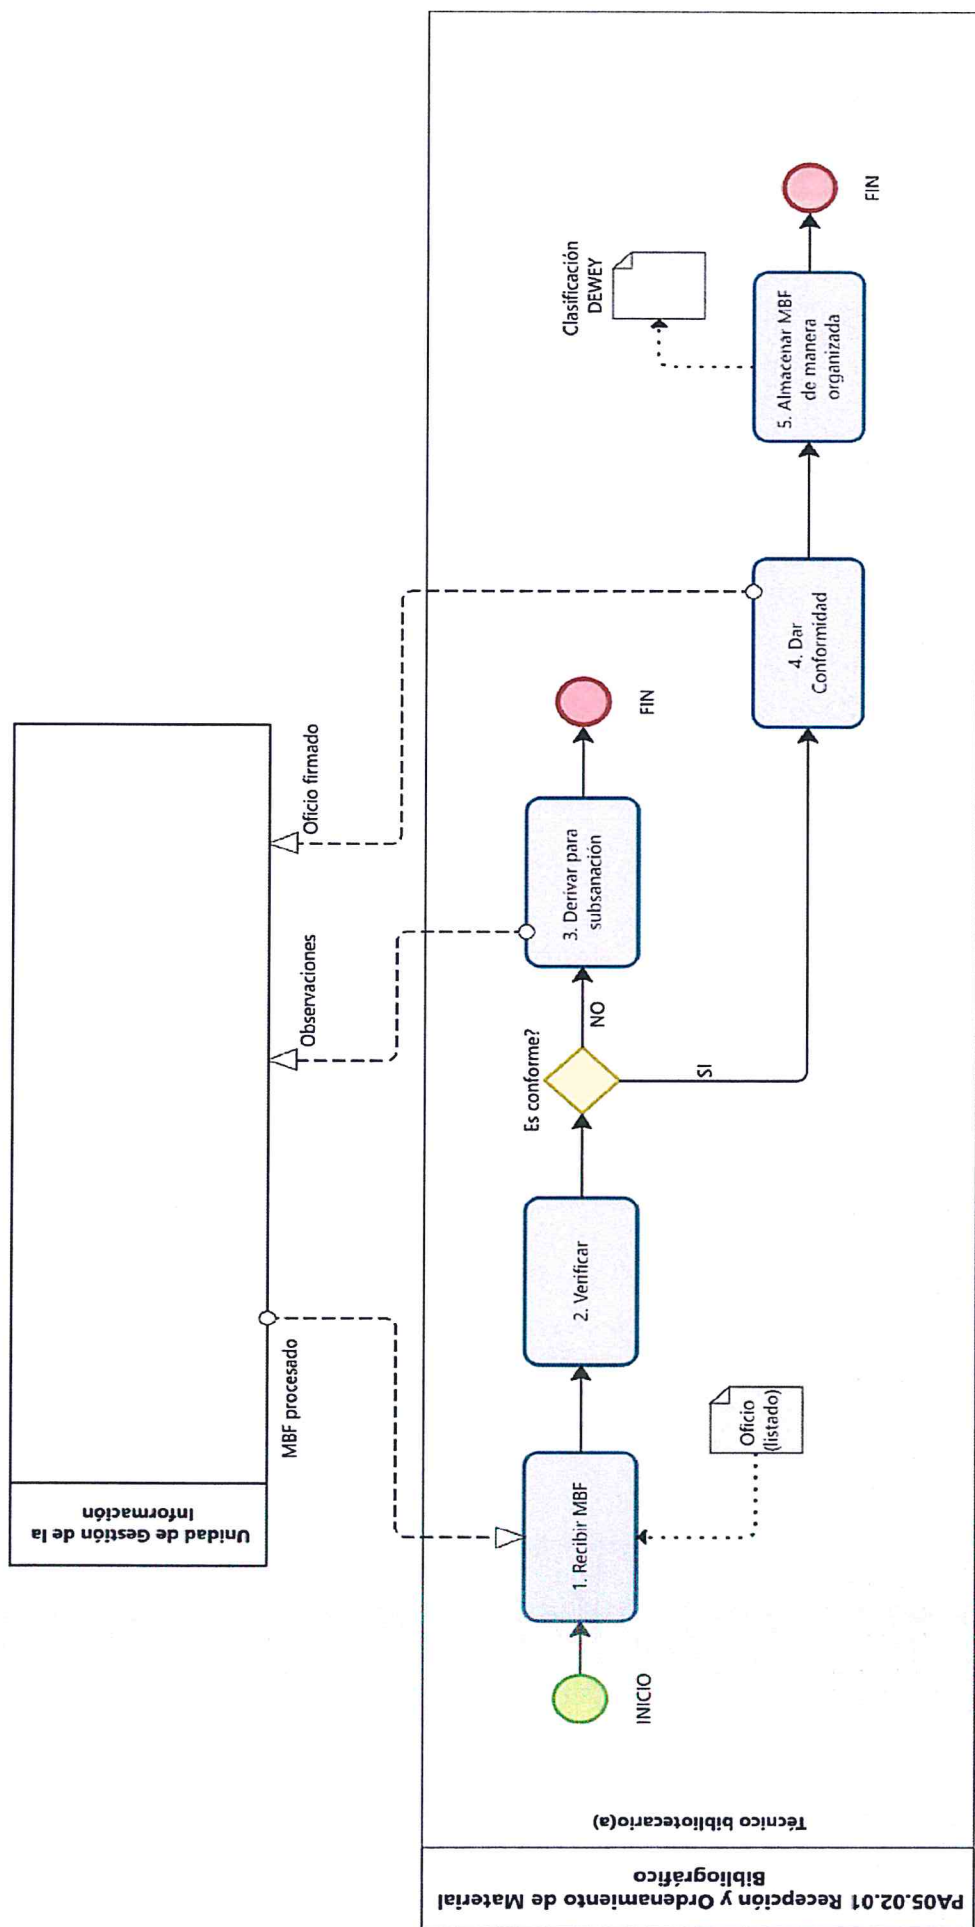 Unidad de Gestión de la
Información
MBF procesado
Observaciones
Oficio firmado
PA05.02.01 Recepción y Ordenamiento de Material
Bibliográfico
Técnico bibliotecario(a)
INICIO
1. Recibir MBF
Oficio
(listado)
2. Verificar
Es conforme?
NO
SI
3. Derivar para
subsanación
FIN
4. Dar
Conformidad
5. Almacenar MBF
de manera
organizada
Clasificación
DEWEY
FIN